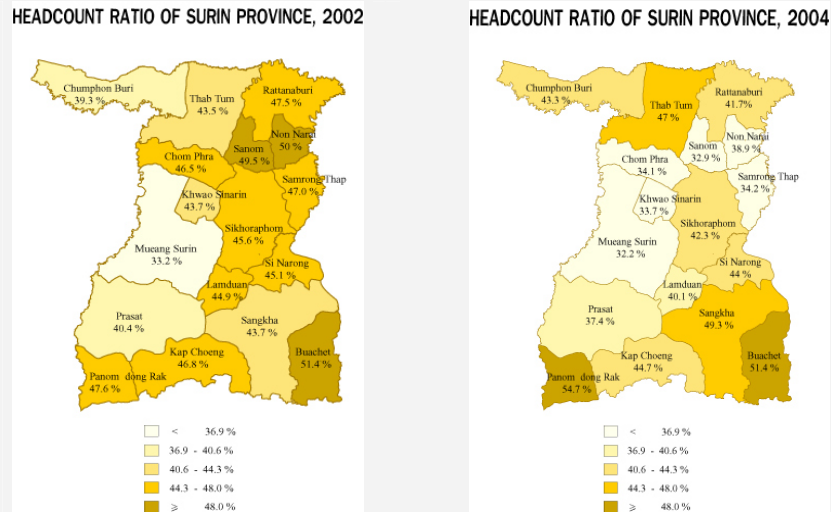 HEADCOUNT RATIO OF SURIN PROVINCE, 2002
Chumphon Buri
39.3 %
Thab Tum
43.5 %
Rattanaburi
47.5 %
Sanom
49.5 %
Non Narai
50 %
Chom Phra
46.5 %
Samrong Thap
47.0 %
Khwao Sinarin
43.7 %
Sikhoraphom
45.6 %
Mueang Surin
33.2 %
Si Narong
45.1 %
Lamduan
44.9 %
Prasat
40.4 %
Sangkha
43.7 %
Kap Choeng
46.8 %
Buachet
51.4 %
Panom dong Rak
47.6 %
< 36.9 %
36.9 - 40.6 %
40.6 - 44.3 %
44.3 - 48.0 %
⩾ 48.0 %
HEADCOUNT RATIO OF SURIN PROVINCE, 2004
Chumphon Buri
43.3 %
Thab Tum
47 %
Rattanaburi
41.7%
Sanom
32.9 %
Non Narai
38.9 %
Chom Phra
34.1 %
Samrong Thap
34.2 %
Khwao Sinarin
33.7 %
Sikhoraphom
42.3 %
Mueang Surin
32.2 %
Si Narong
44 %
Lamduan
40.1 %
Prasat
37.4 %
Sangkha
49.3 %
Kap Choeng
44.7 %
Buachet
51.4 %
Panom dong Rak
54.7 %
< 36.9 %
36.9 - 40.6 %
40.6 - 44.3 %
44.3 - 48.0 %
⩾ 48.0 %